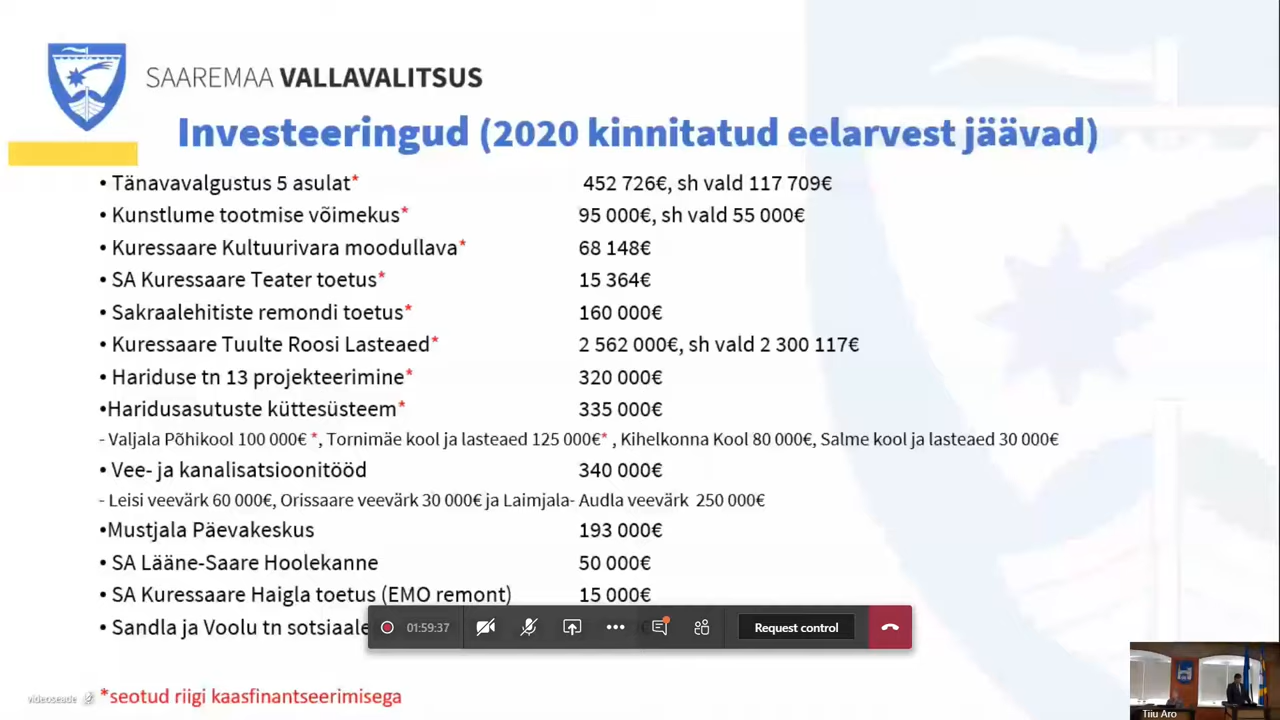 SAAREMAA VALLAVALITSUS
Investeeringud (2020 kinnitatud eelarvest jäävad)
• Tänavavalgustus 5 asulat* 452 726€, sh vald 117 709€
• Kunstlume tootmise võimekus* 95 000€, sh vald 55 000€
• Kuressaare Kultuurivara moodullava* 68 148€
• SA Kuressaare Teater toetus* 15 364€
• Sakraalehitiste remondi toetus* 160 000€
• Kuressaare Tuulte Roosi Lasteaed* 2 562 000€, sh vald 2 300 117€
• Hariduse tn 13 projekteerimine* 320 000€
•Haridusasutuste küttesüsteem* 335 000€
- Valjala Põhikool 100 000€ *, Tornimäe kool ja lasteaed 125 000€* , Kihelkonna Kool 80 000€, Salme kool ja lasteaed 30 000€
• Vee- ja kanalisatsioonitööd 340 000€
- Leisi veevärk 60 000€, Orissaare veevärk 30 000€ ja Laimjala- Audla veevärk 250 000€
•Mustjala Päevakeskus 193 000€
• SA Lääne-Saare Hoolekanne 50 000€
• SA Kuressaare Haigla toetus (EMO remont) 15 000€
• Sandla ja Voolu tn
01:59:37
Request control
*seotud riigi kaasfinantseerimisega
videoseade
Tiiu Aro